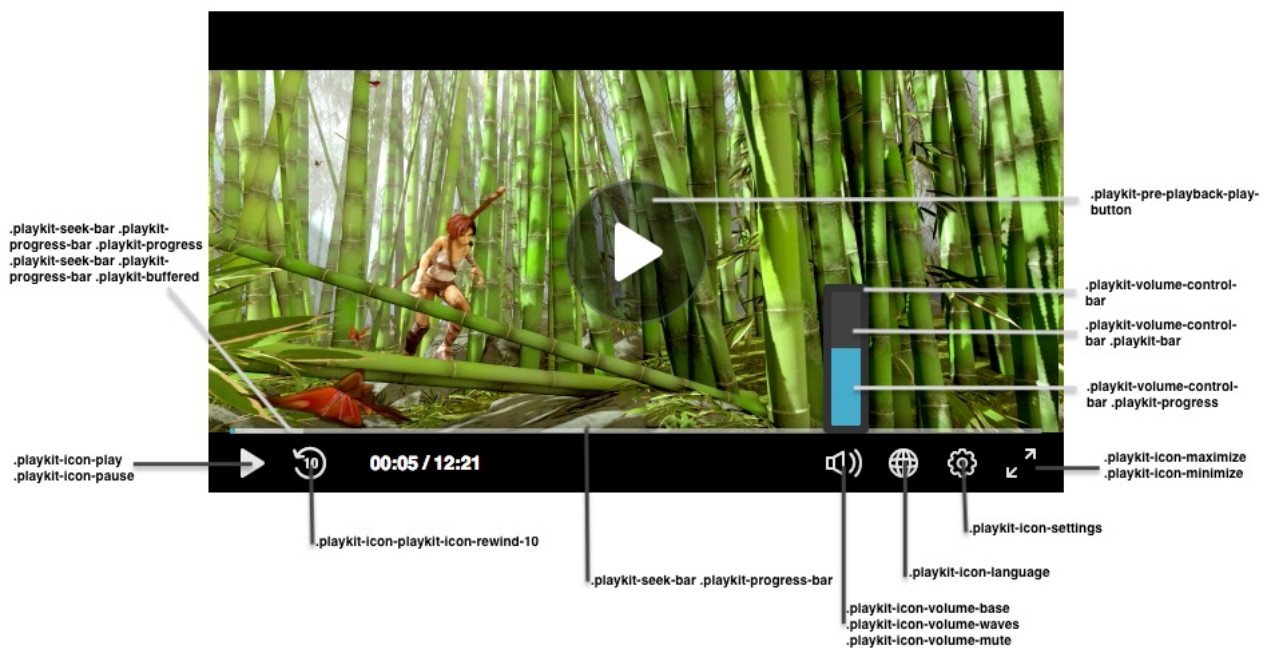 .playkit-pre-playback-play-
button
.playkit-seek-bar .playkit-
progress-bar .playkit-progress
.playkit-seek-bar .playkit-
progress-bar .playkit-buffered
.playkit-volume-control-
bar
.playkit-volume-control-
bar .playkit-bar
.playkit-volume-control-
bar .playkit-progress
.playkit-icon-play
.playkit-icon-pause
10
00:05 / 12:21
.playkit-icon-maximize
.playkit-icon-minimize
.playkit-icon-settings
.playkit-icon-playkit-icon-rewind-10
.playkit-icon-language
.playkit-seek-bar .playkit-progress-bar
.playkit-icon-volume-base
.playkit-icon-volume-waves
.playkit-icon-volume-mute